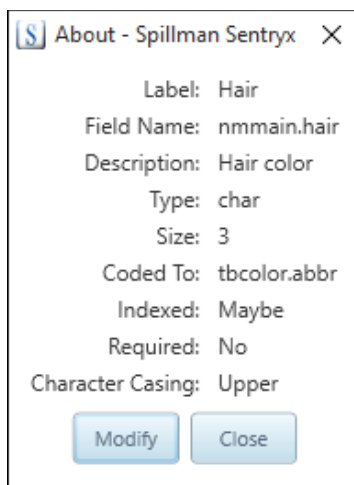 S About - Spillman Sentryx
Label: Hair
Field Name: nmmain.hair
Description: Hair color
Type: char
Size: 3
Coded To: tbcolor.abbr
Indexed: Maybe
Required: No
Character Casing: Upper
Modify Close